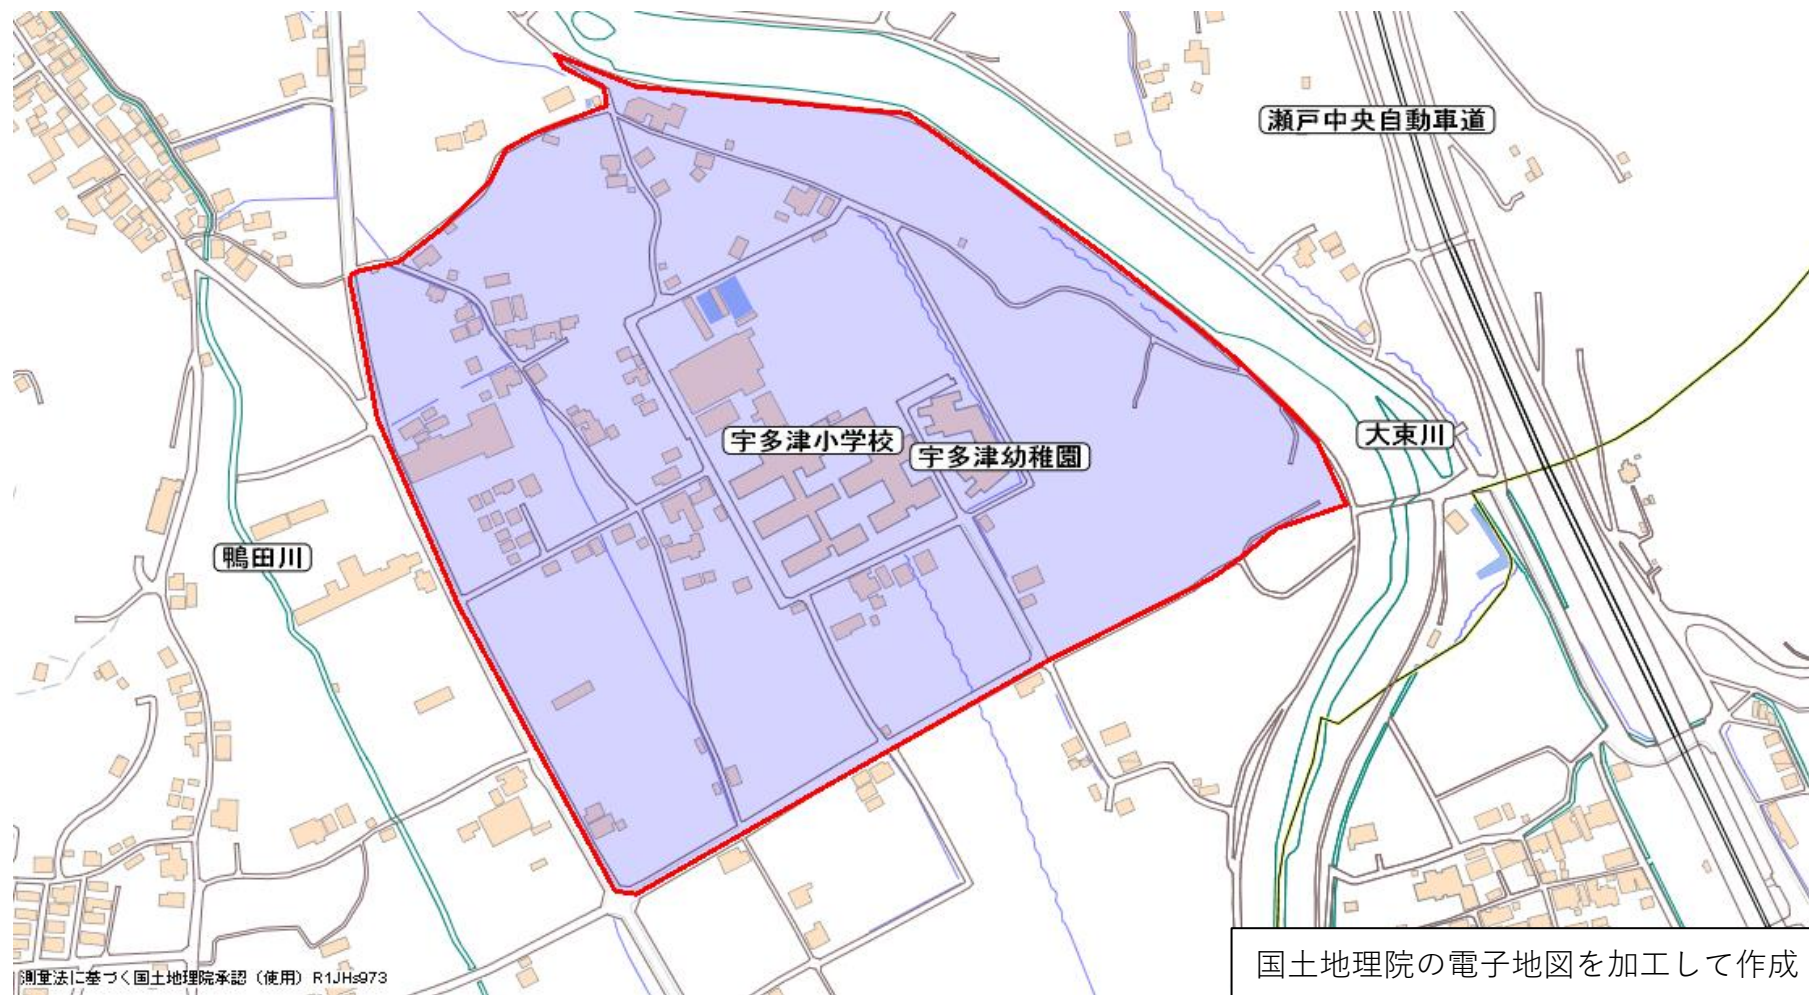 瀬戸中央自動車道
宇多津小学校
大束川
宇多津幼稚園
鴨田川
国土地理院の電子地図を加工して作成
測量法に基づく国土地理院承認（使用）R1JHs973